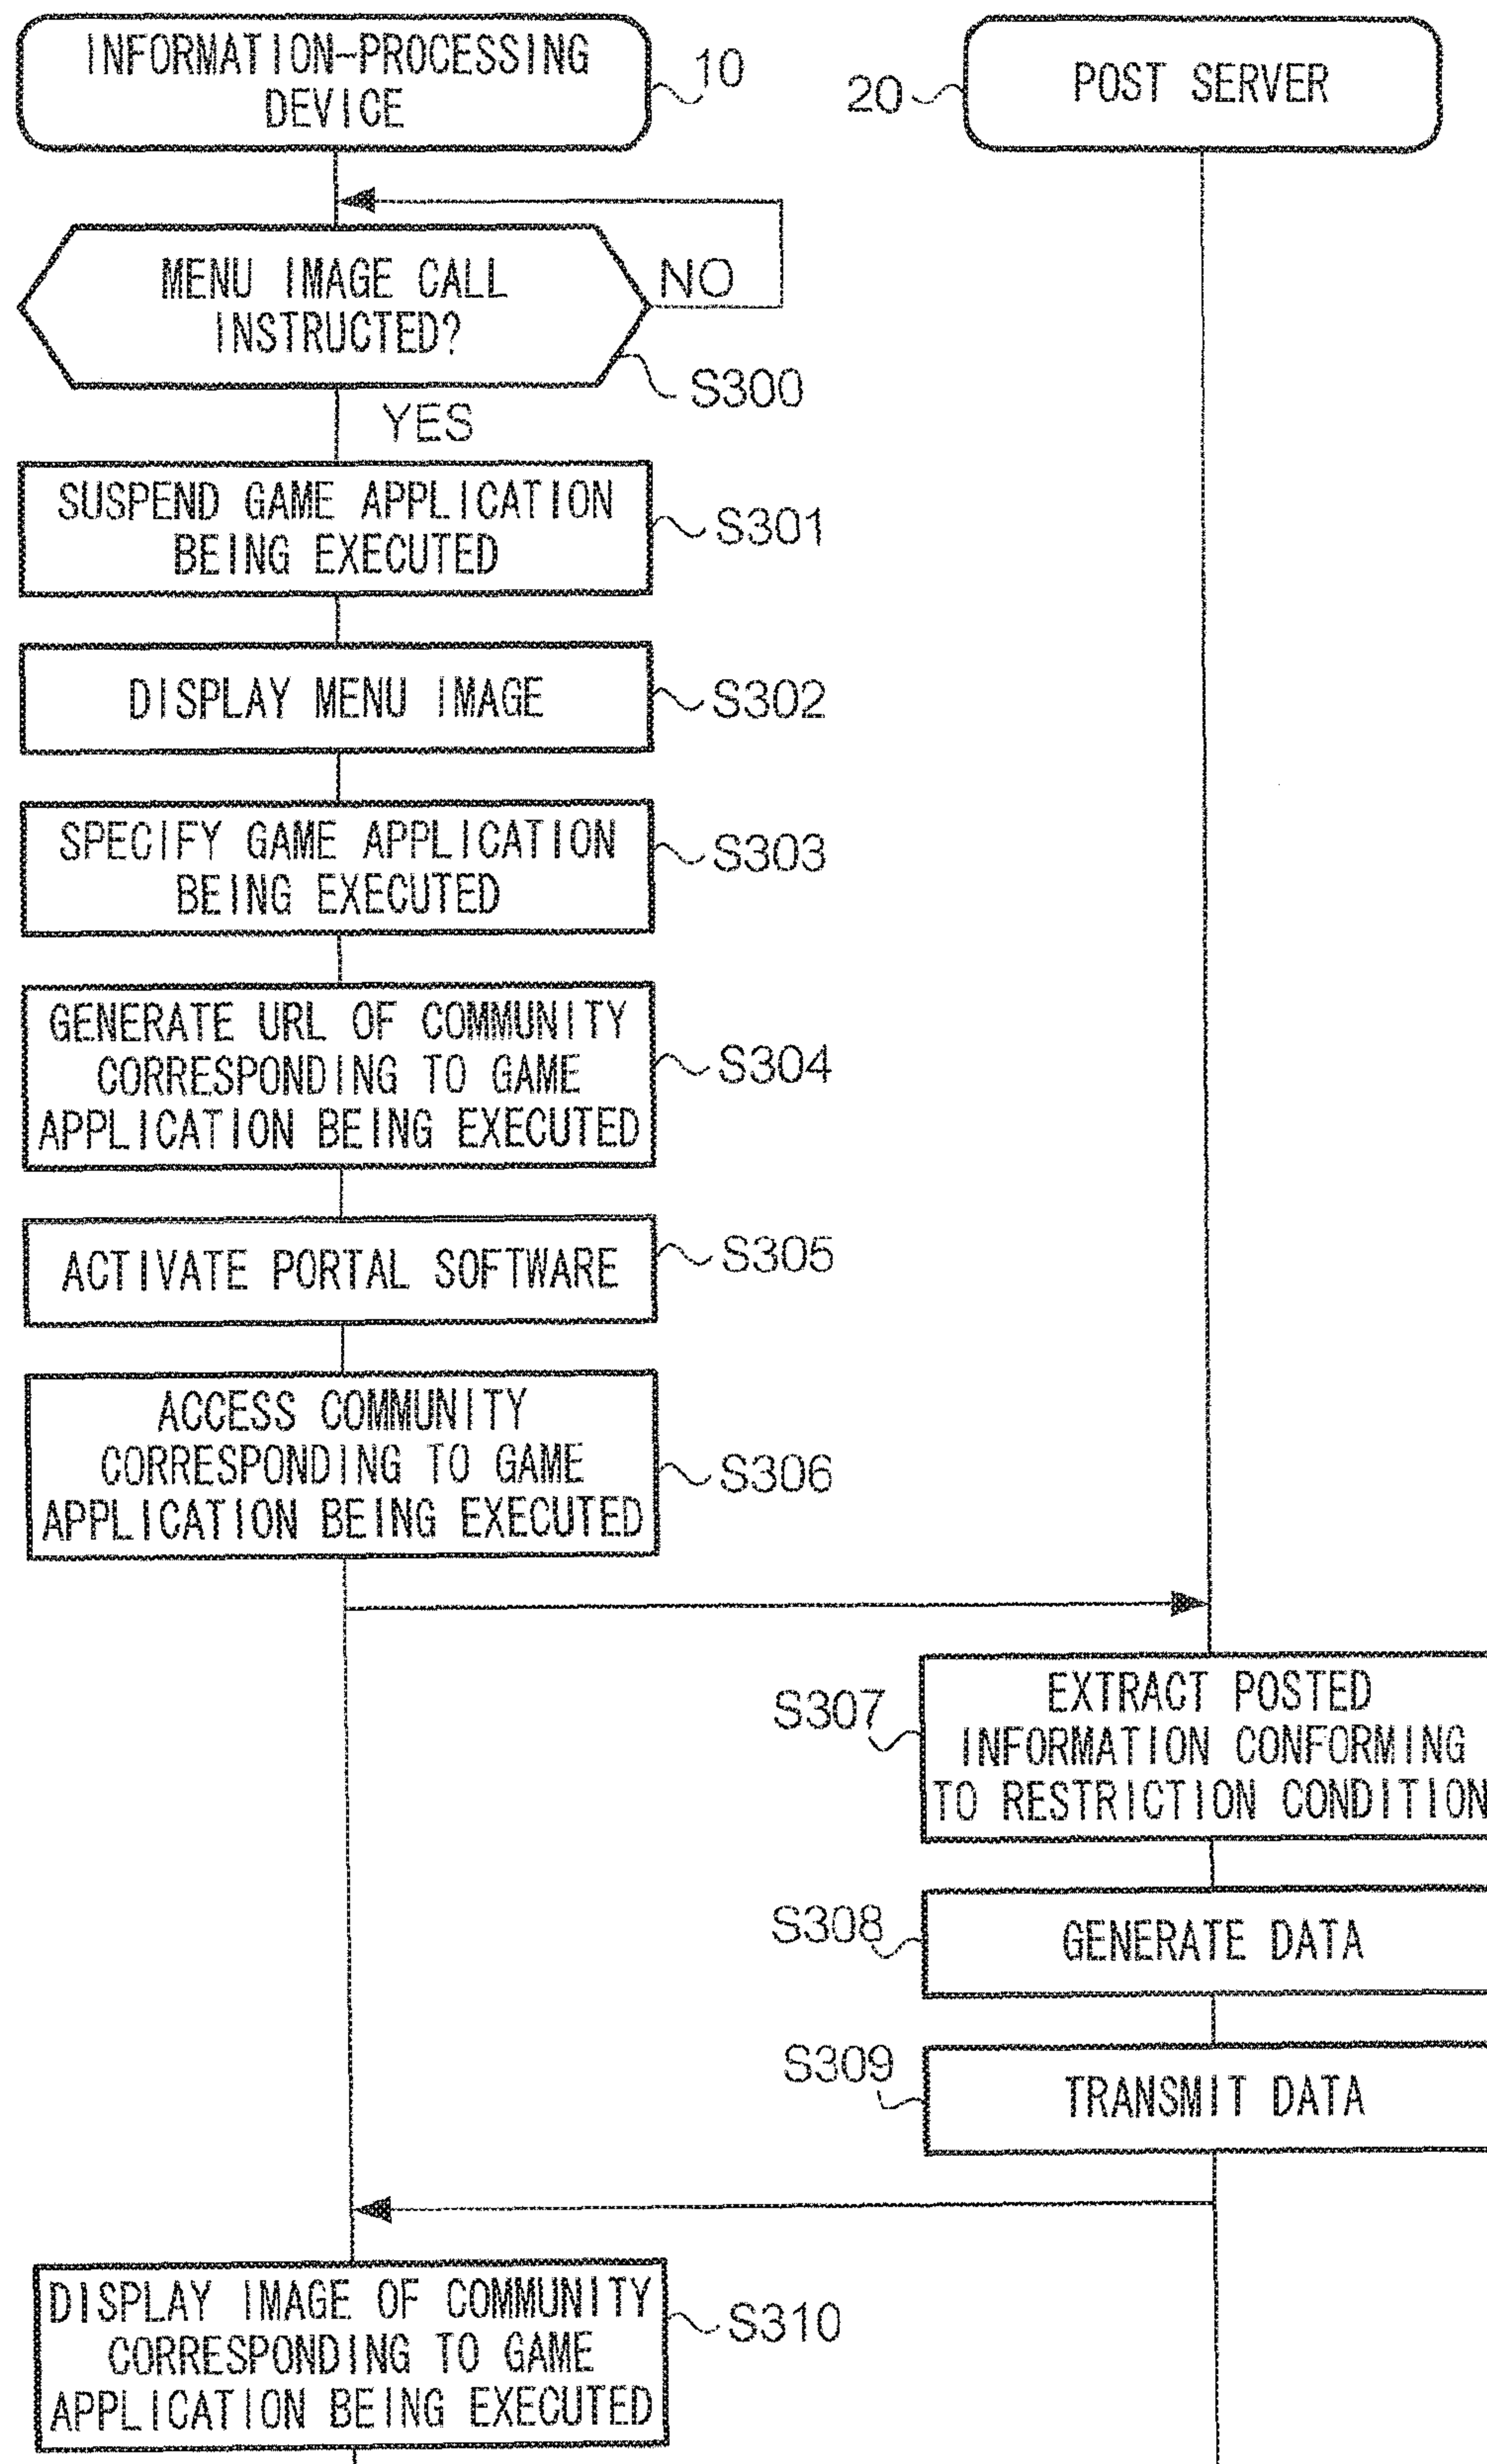 INFORMATION-PROCESSING
DEVICE
10
20
POST SERVER
MENU IMAGE CALL
INSTRUCTED?
NO
S300
YES
SUSPEND GAME APPLICATION
BEING EXECUTED
S301
DISPLAY MENU IMAGE
S302
SPECIFY GAME APPLICATION
BEING EXECUTED
S303
GENERATE URL OF COMMUNITY
CORRESPONDING TO GAME
APPLICATION BEING EXECUTED
S304
ACTIVATE PORTAL SOFTWARE
S305
ACCESS COMMUNITY
CORRESPONDING TO GAME
APPLICATION BEING EXECUTED
S306
S307
EXTRACT POSTED
INFORMATION CONFORMING
TO RESTRICTION CONDITION
S308
GENERATE DATA
S309
TRANSMIT DATA
DISPLAY IMAGE OF COMMUNITY
CORRESPONDING TO GAME
APPLICATION BEING EXECUTED
S310